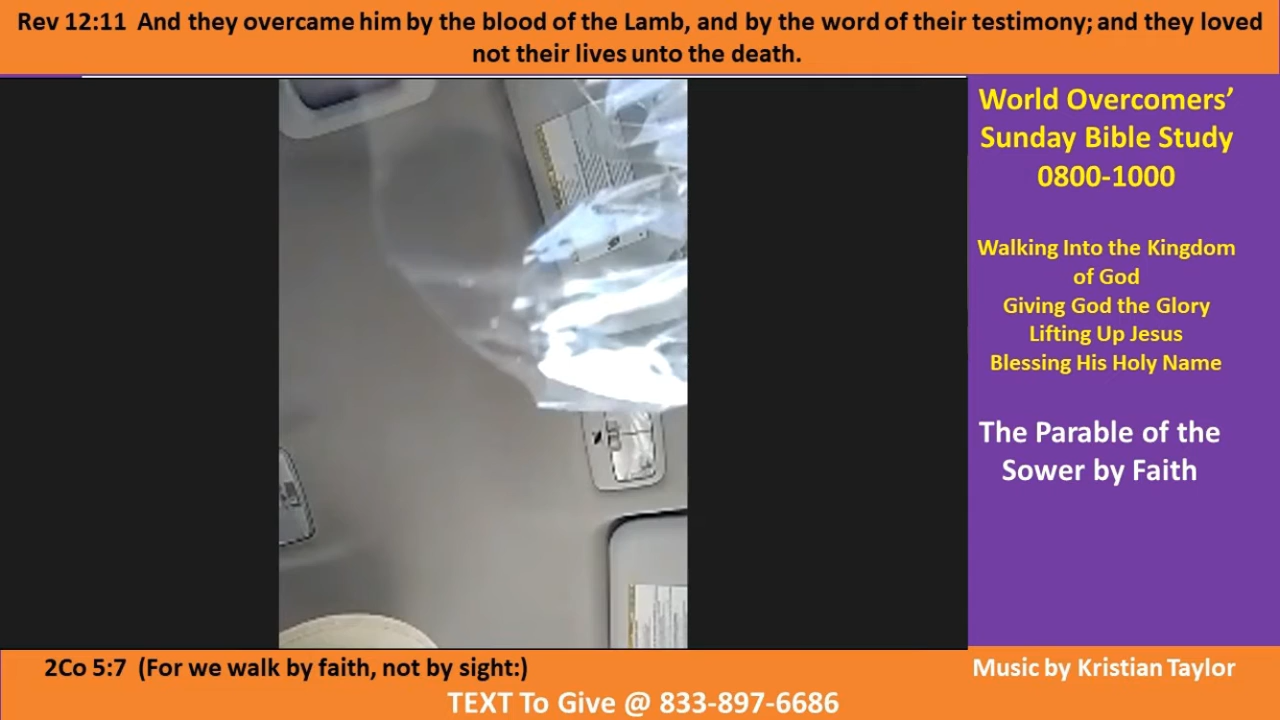 Rev 12:11  And they overcame him by the blood of the Lamb, and by the word of their testimony; and they loved
not their lives unto the death.
World Overcomers’
Sunday Bible Study
0800-1000
Walking Into the Kingdom
of God
Giving God the Glory
Lifting Up Jesus
Blessing His Holy Name
The Parable of the
Sower by Faith
2Co 5:7  (For we walk by faith, not by sight:)
Music by Kristian Taylor
TEXT To Give @ 833-897-6686